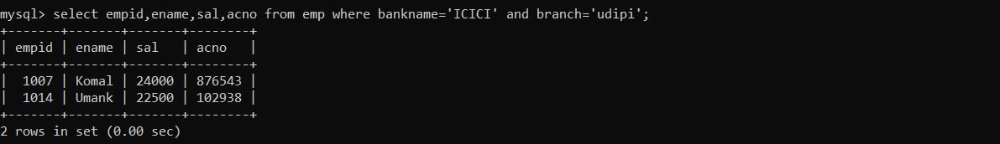 mysql> select empid,ename,sal,acno from emp where bankname='ICICI' and branch='udipi';
+-------+-------+-------+--------+
| empid | ename | sal   | acno   |
+-------+-------+-------+--------+
|  1007 | Komal | 24000 | 876543 |
|  1014 | Umank | 22500 | 102938 |
+-------+-------+-------+--------+
2 rows in set (0.00 sec)